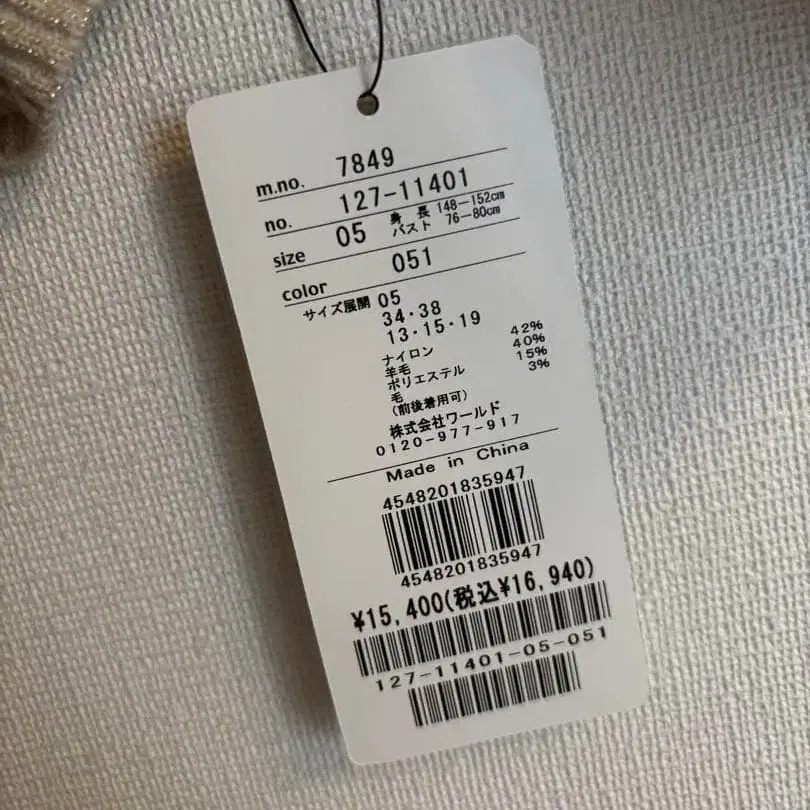 m.no. 7849
no. 127-11401
size 05 身長 148-152cm
バスト 76-80cm
color 051
サイズ展開 05
34・38
13・15・19
ナイロン 42%
羊毛 40%
ポリエステル 15%
毛 3%
(前後着用可)
株式会社ワールド
0120-977-917
Made in China
4548201835947
4548201835947
¥15,400(税込¥16,940)
127-11401-05-051